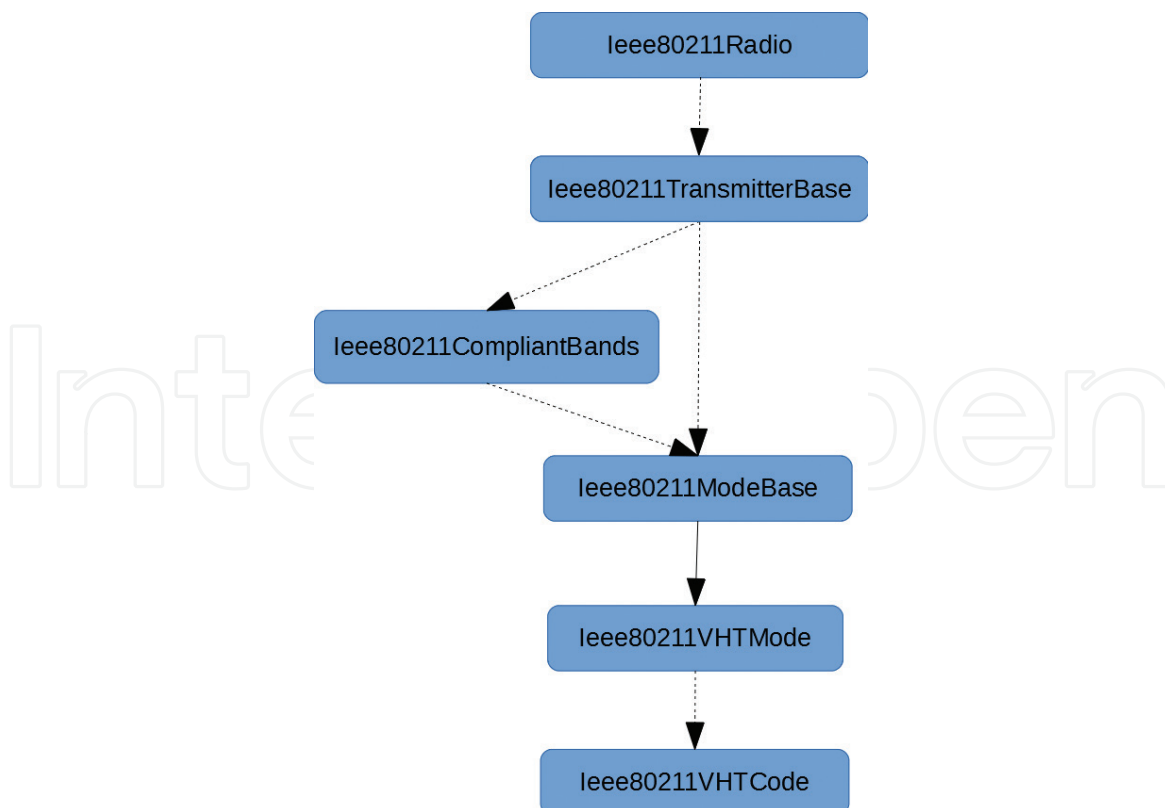 Ieee80211Radio
Ieee80211TransmitterBase
Ieee80211CompliantBands
Ieee80211ModeBase
Ieee80211VHTMode
Ieee80211VHTCode